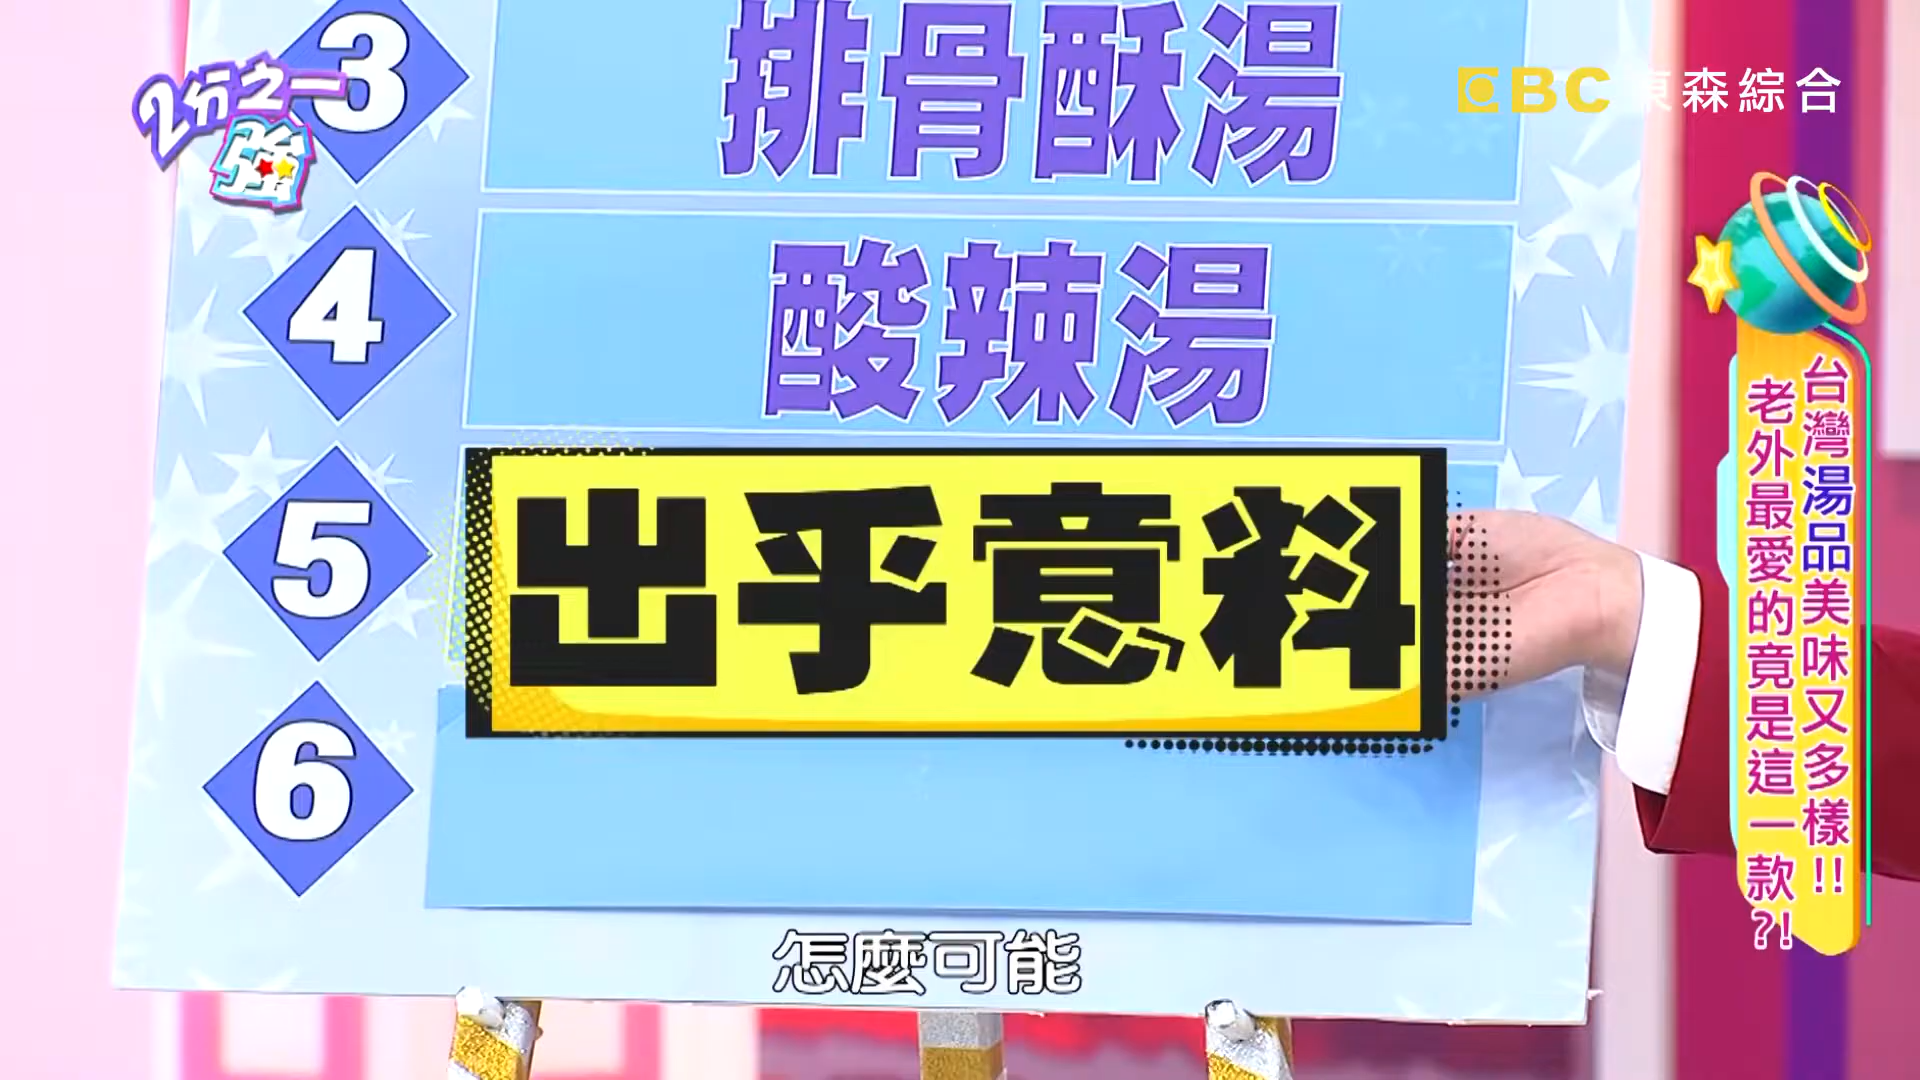 3 排骨酥湯
2分之一
強
EBC 東森綜合
4 酸辣湯
5 出乎意料
6
台灣湯品美味又多樣!!
老外最愛的竟是這一款?!
怎麼可能